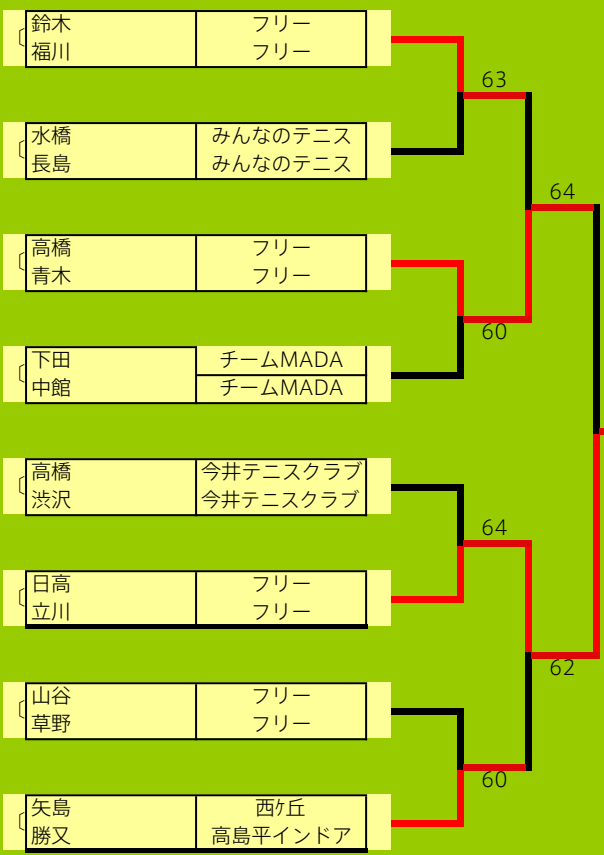 鈴木 フリー
福川 フリー
63
水橋 みんなのテニス
長島 みんなのテニス
64
高橋 フリー
青木 フリー
60
下田 チームMADA
中館 チームMADA
高橋 今井テニスクラブ
渋沢 今井テニスクラブ
64
日高 フリー
立川 フリー
62
山谷 フリー
草野 フリー
60
矢島 西ケ丘
勝又 高島平インドア